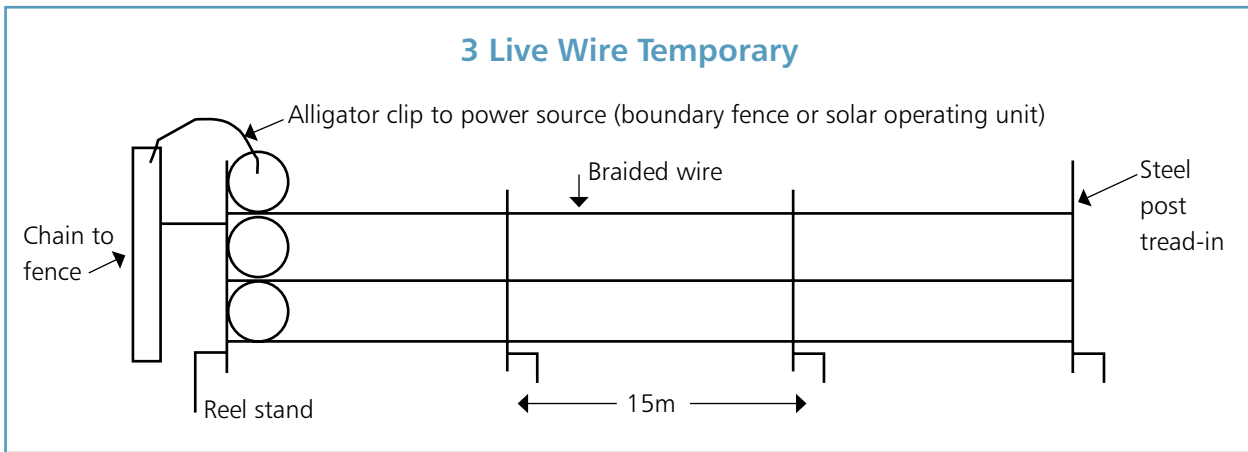 3 Live Wire Temporary
Alligator clip to power source (boundary fence or solar operating unit)
Braided wire
Steel
post
tread-in
Chain to
fence
Reel stand
15m